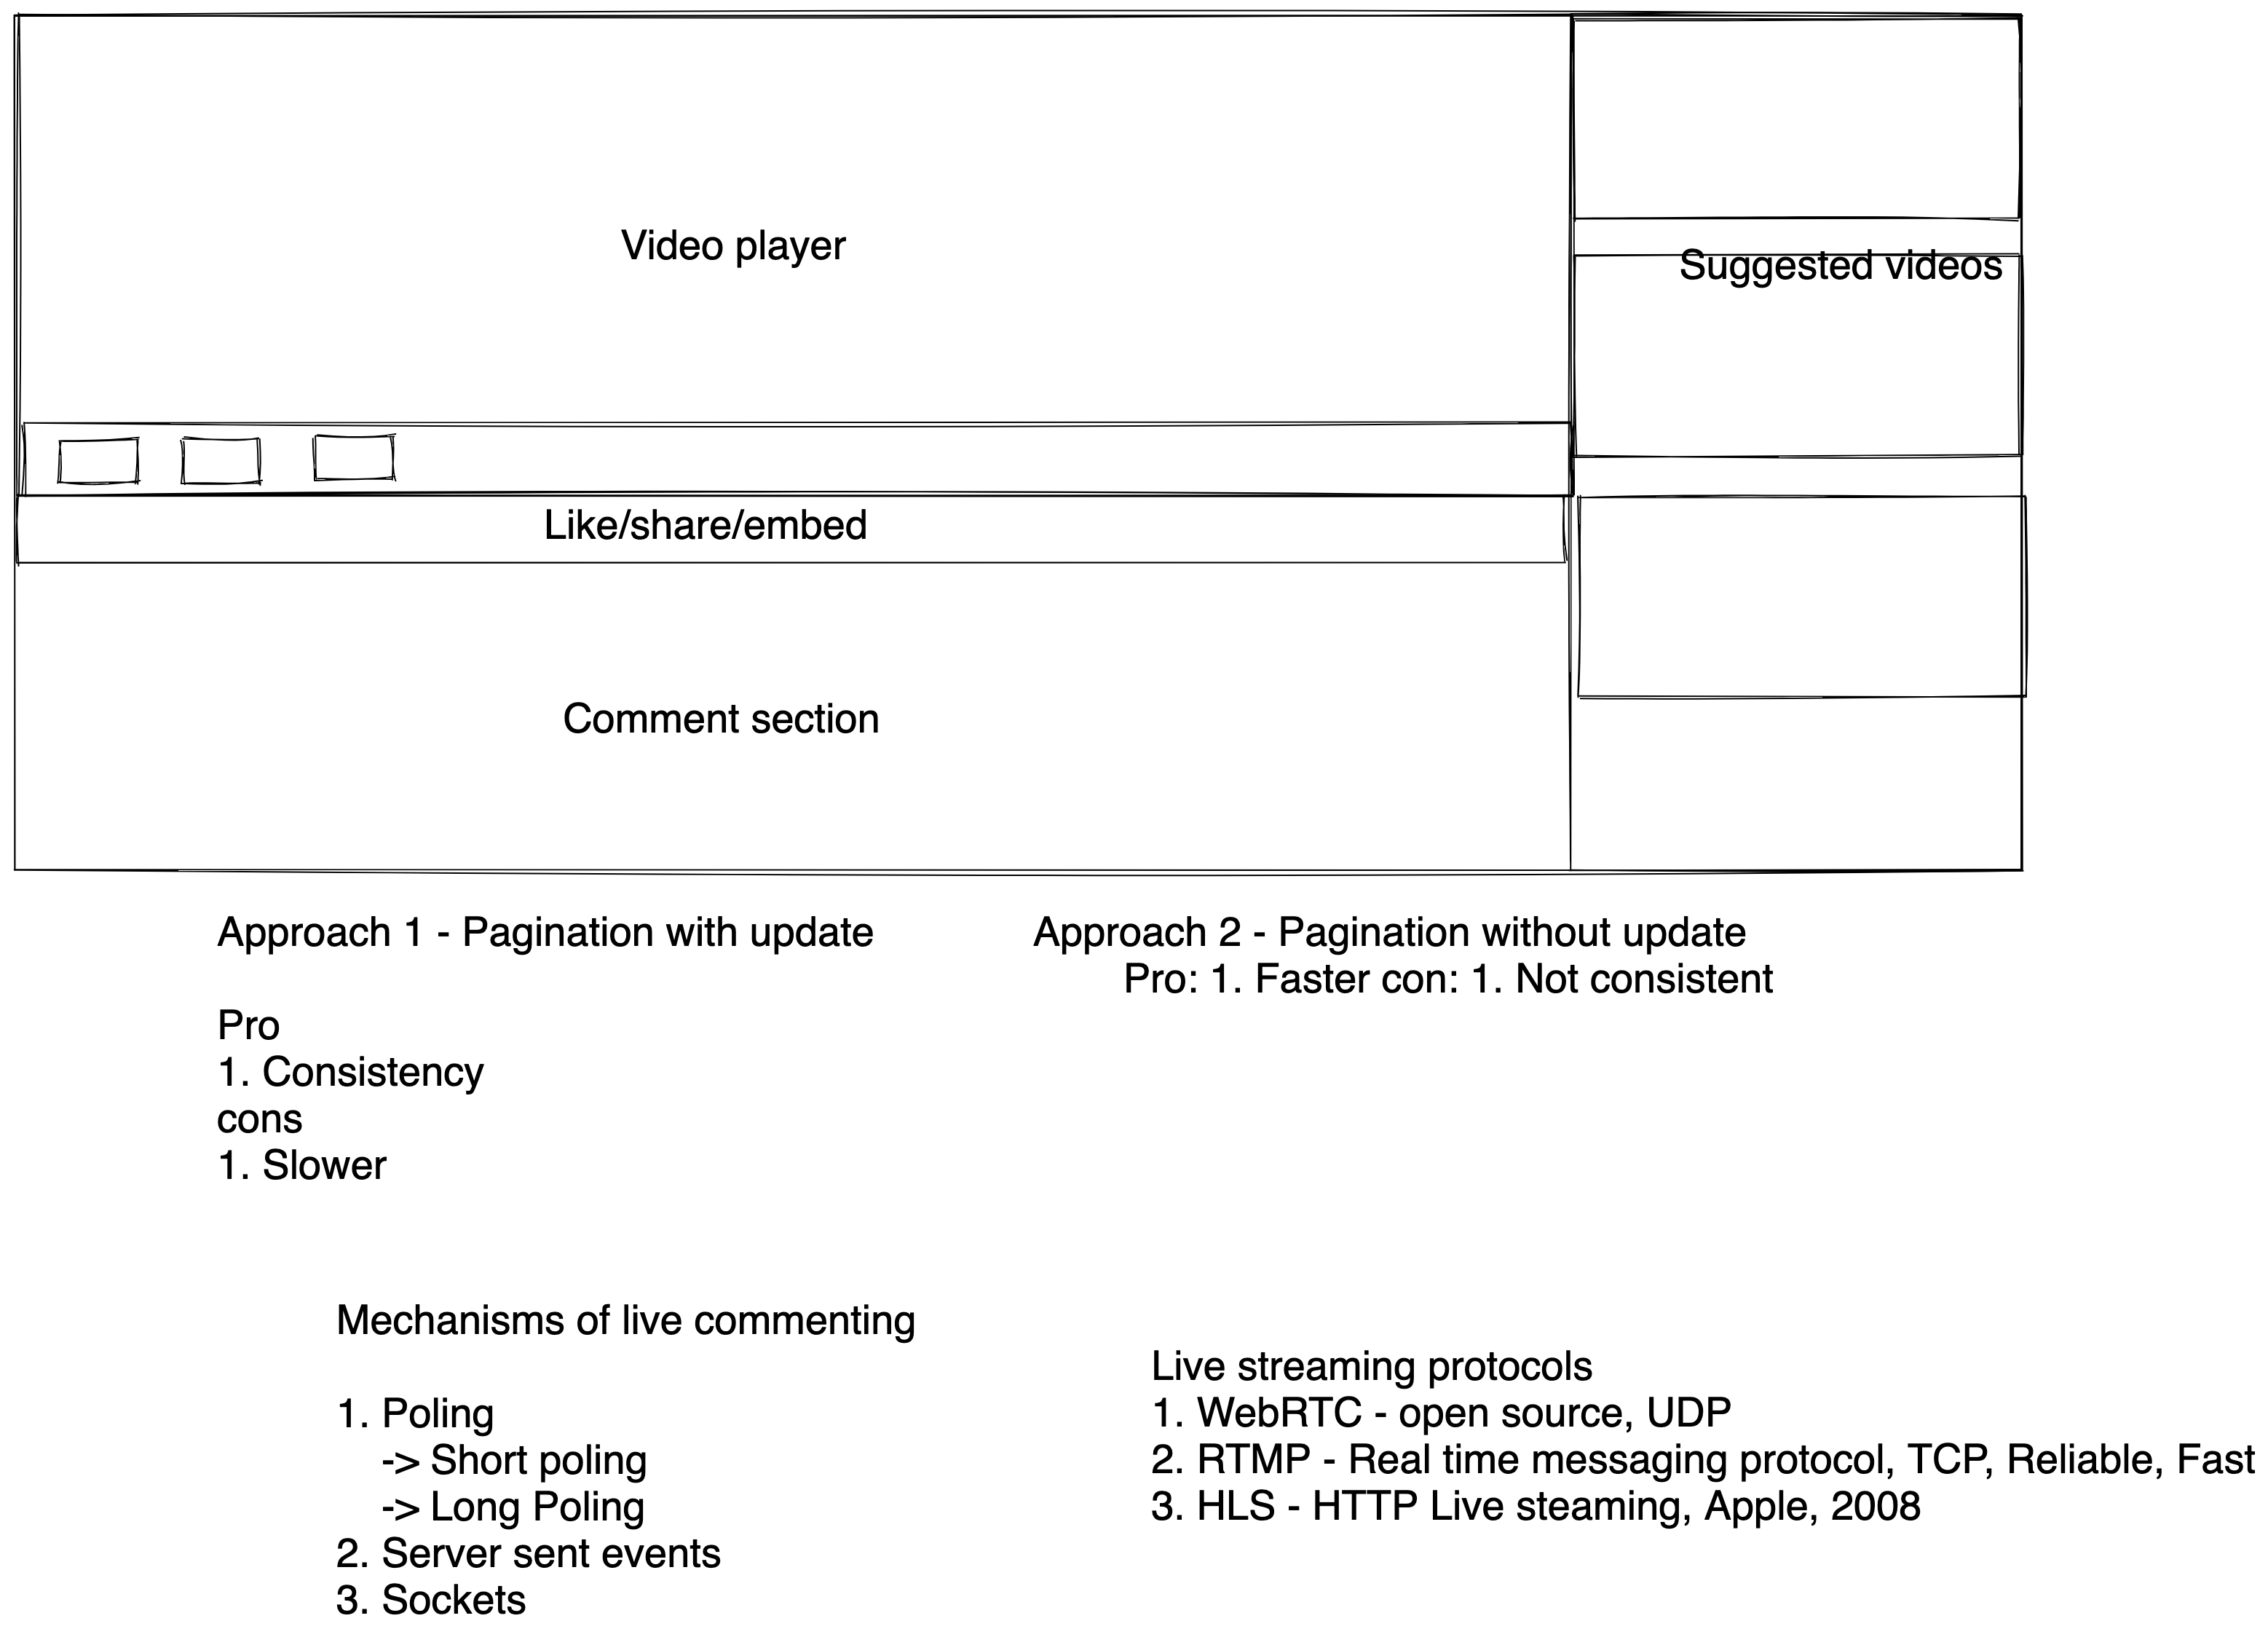 Video player
Suggested videos
Like/share/embed
Comment section
Approach 1 - Pagination with update
Pro
1. Consistency
cons
1. Slower
Approach 2 - Pagination without update
Pro: 1. Faster con: 1. Not consistent
Mechanisms of live commenting
1. Poling
-> Short poling
-> Long Poling
2. Server sent events
3. Sockets
Live streaming protocols
1. WebRTC - open source, UDP
2. RTMP - Real time messaging protocol, TCP, Reliable, Fast
3. HLS - HTTP Live steaming, Apple, 2008